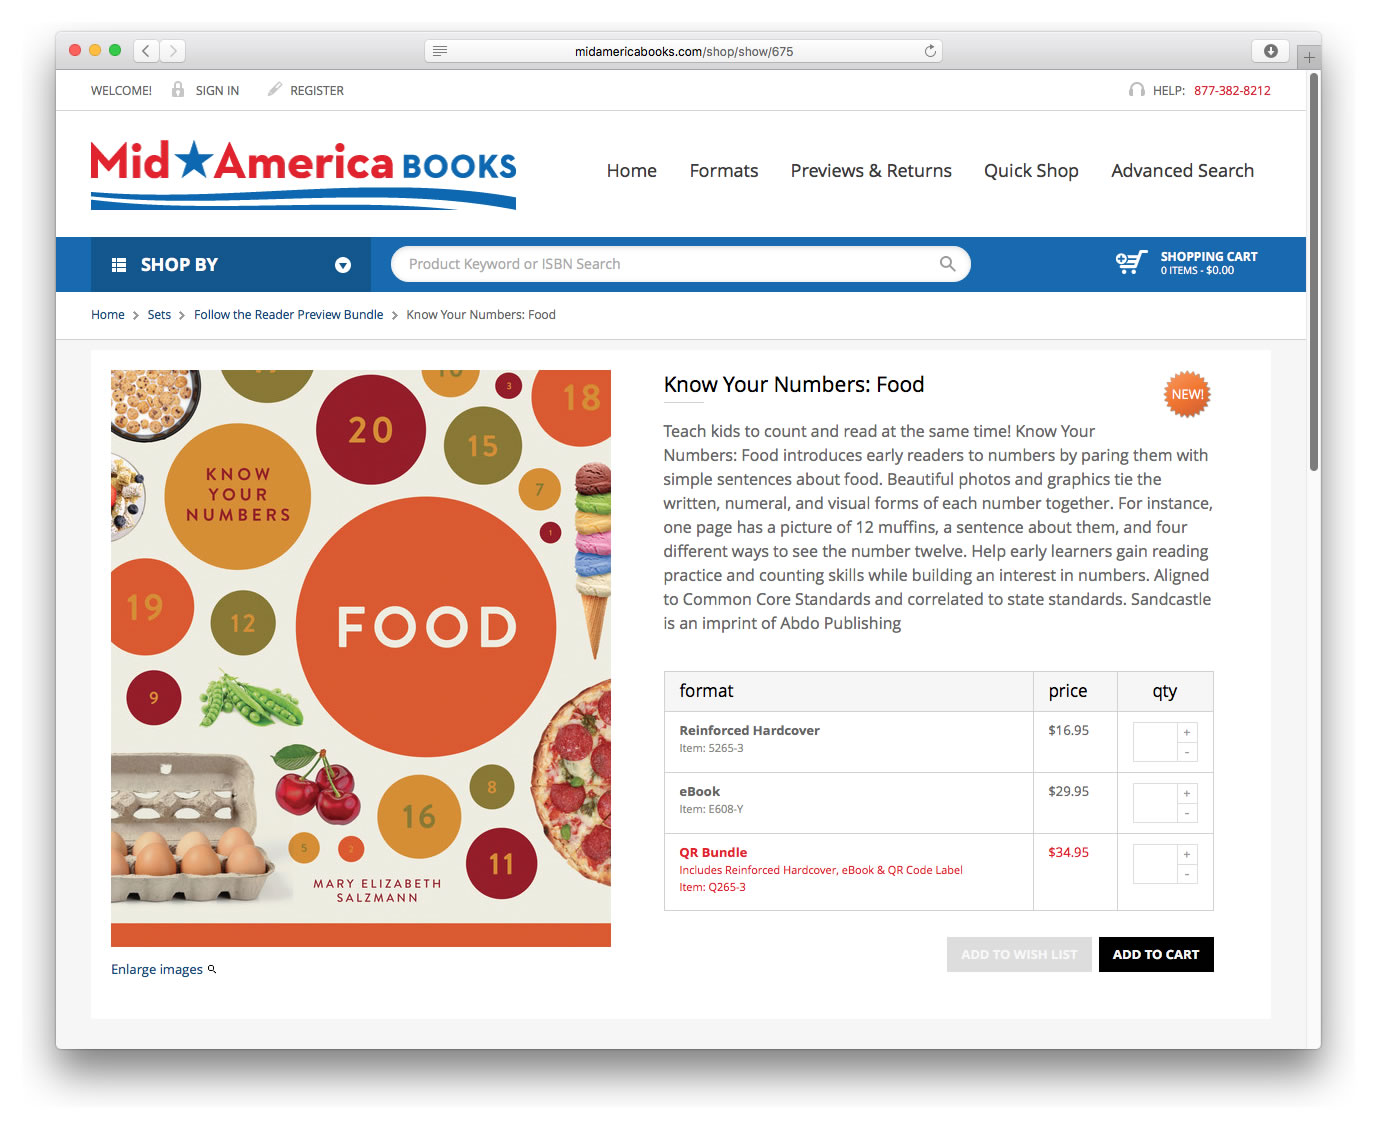 midamericabooks.com/shop/show/675
WELCOME! SIGN IN REGISTER
HELP: 877-382-8212
Mid America BOOKS
Home Formats Previews & Returns Quick Shop Advanced Search
SHOP BY
Product Keyword or ISBN Search
SHOPPING CART
0 ITEMS - $0.00
Home > Sets > Follow the Reader Preview Bundle > Know Your Numbers: Food
3
18
20
15
KNOW
YOUR
NUMBERS
7
1
FOOD
19
12
9
8
16
5
2
11
MARY ELIZABETH
SALZMANN
Enlarge images
Know Your Numbers: Food
NEW!
Teach kids to count and read at the same time! Know Your
Numbers: Food introduces early readers to numbers by paring them with
simple sentences about food. Beautiful photos and graphics tie the
written, numeral, and visual forms of each number together. For instance,
one page has a picture of 12 muffins, a sentence about them, and four
different ways to see the number twelve. Help early learners gain reading
practice and counting skills while building an interest in numbers. Aligned
to Common Core Standards and correlated to state standards. Sandcastle
is an imprint of Abdo Publishing
format price qty
Reinforced Hardcover $16.95 +
Item: 5265-3 -
eBook $29.95 +
Item: E608-Y -
QR Bundle $34.95 +
Includes Reinforced Hardcover, eBook & QR Code Label -
Item: Q265-3
ADD TO WISH LIST ADD TO CART